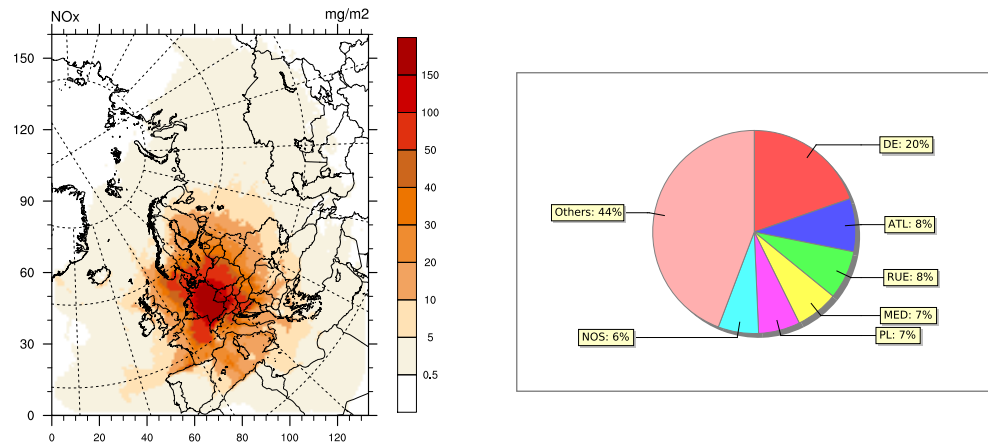 NOx mg/m2
150
120
90
60
30
0
0 20 40 60 80 100 120
150
100
50
40
30
20
10
5
0.5
DE: 20%
ATL: 8%
RUE: 8%
MED: 7%
PL: 7%
NOS: 6%
Others: 44%